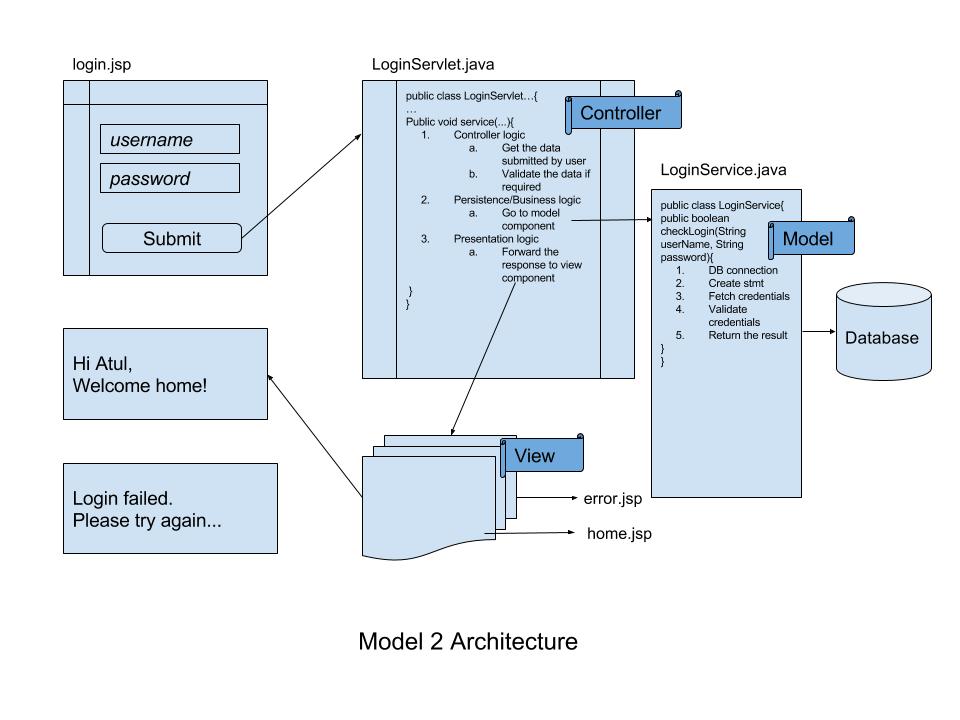 login.jsp
username
password
Submit
LoginServlet.java
public class LoginServlet…{
…
Public void service(...){
1. Controller logic
a. Get the data
submitted by user
b. Validate the data if
required
2. Persistence/Business logic
a. Go to model
component
3. Presentation logic
a. Forward the
response to view
component
}
}
Controller
LoginService.java
public class LoginService{
public boolean
checkLogin(String
userName, String
password){
1. DB connection
2. Create stmt
3. Fetch credentials
4. Validate
credentials
5. Return the result
}
}
Model
Database
Hi Atul,
Welcome home!
Login failed.
Please try again...
View
error.jsp
home.jsp
Model 2 Architecture